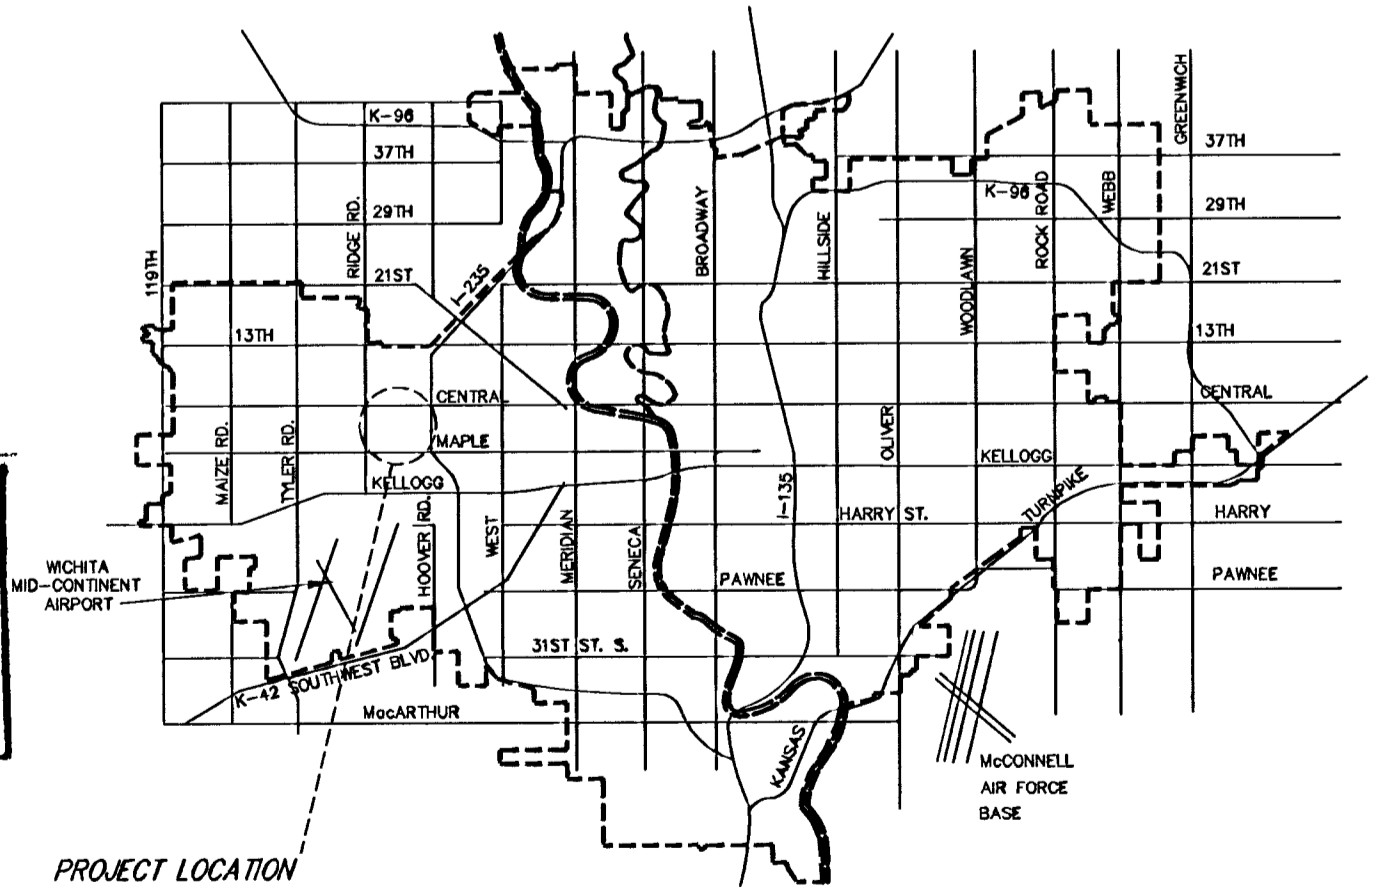 K-96
37TH
29TH
21ST
13TH
CENTRAL
MAPLE
KELLOGG
119TH
MAIZE RD.
TYLER RD.
RIDGE RD.
HOOVER RD.
I-235
WEST
MERIDIAN
SENECA
BROADWAY
I-135
HILLSIDE
OLIVER
WOODLAWN
ROCK ROAD
WEBB
GREENWICH
37TH
K-96
29TH
21ST
13TH
CENTRAL
KELLOGG
TURNPIKE
HARRY ST.
HARRY
PAWNEE
PAWNEE
31ST ST. S.
WICHITA
MID-CONTINENT
AIRPORT
K-42 SOUTHWEST BLVD.
MacARTHUR
KANSAS
McCONNELL
AIR FORCE
BASE
PROJECT LOCATION